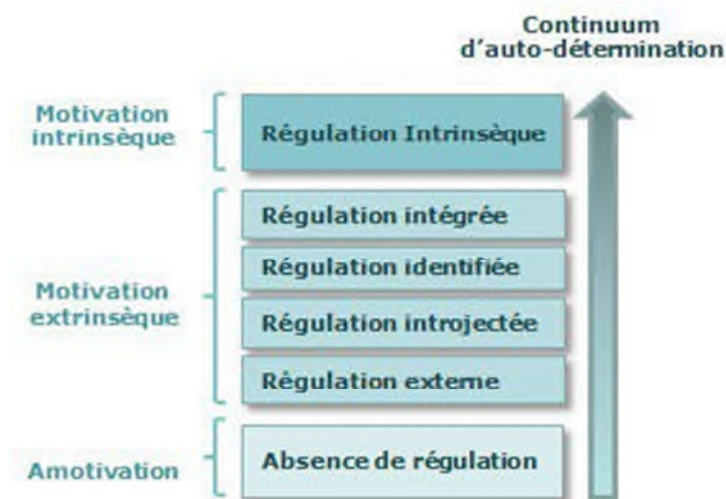 Continuum
d'auto-détermination
Motivation
intrinsèque
Régulation Intrinsèque
Régulation intégrée
Régulation identifiée
Motivation
extrinsèque
Régulation introjectée
Régulation externe
Amotivation
Absence de régulation